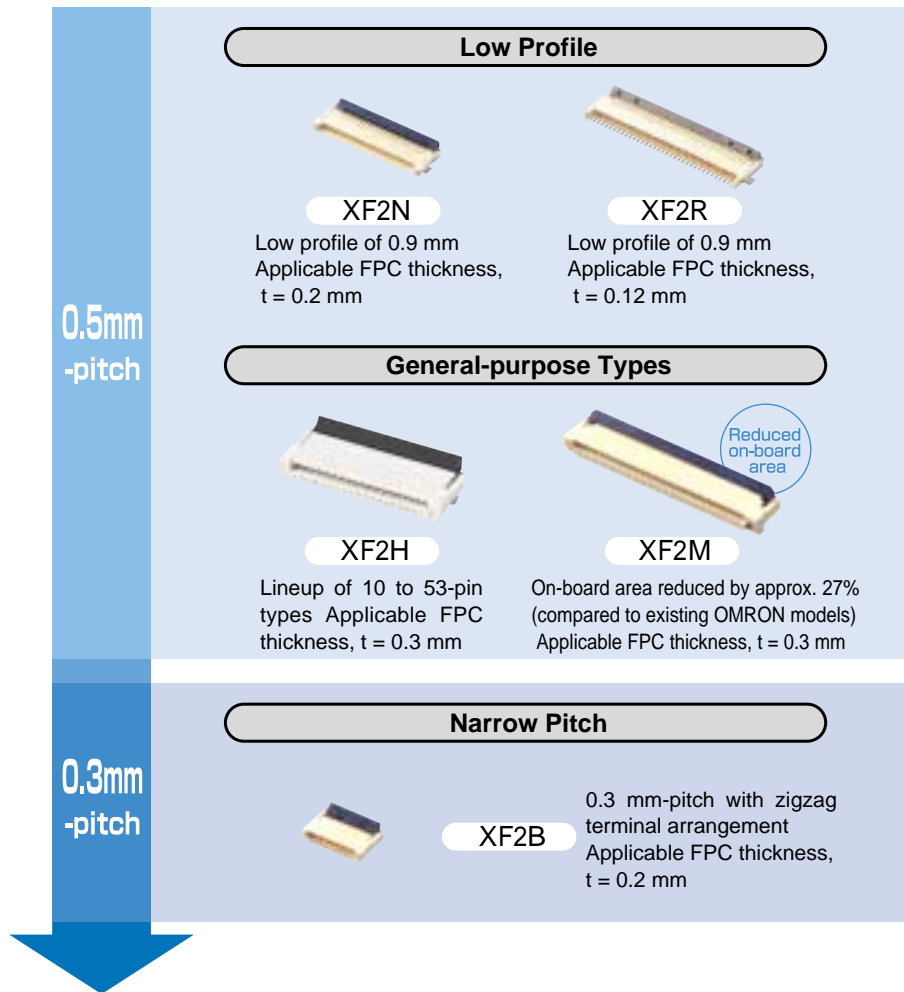 0.5mm
-pitch
Low Profile
XF2N
Low profile of 0.9 mm
Applicable FPC thickness,
t = 0.2 mm
XF2R
Low profile of 0.9 mm
Applicable FPC thickness,
t = 0.12 mm
General-purpose Types
XF2H
Lineup of 10 to 53-pin
types Applicable FPC
thickness, t = 0.3 mm
Reduced
on-board
area
XF2M
On-board area reduced by approx. 27%
(compared to existing OMRON models)
Applicable FPC thickness, t = 0.3 mm
0.3mm
-pitch
Narrow Pitch
XF2B
0.3 mm-pitch with zigzag
terminal arrangement
Applicable FPC thickness,
t = 0.2 mm